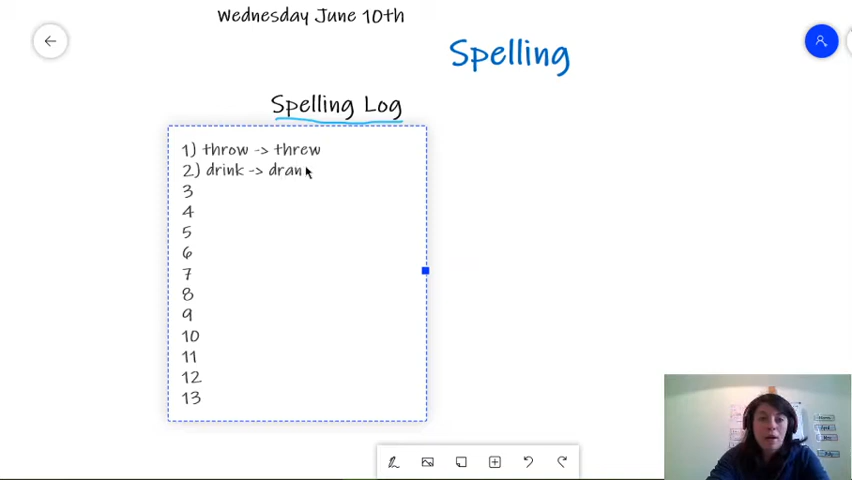 Wednesday June 10th
Spelling
Spelling Log
1) throw -> threw
2) drink -> dran
3
4
5
6
7
8
9
10
11
12
13